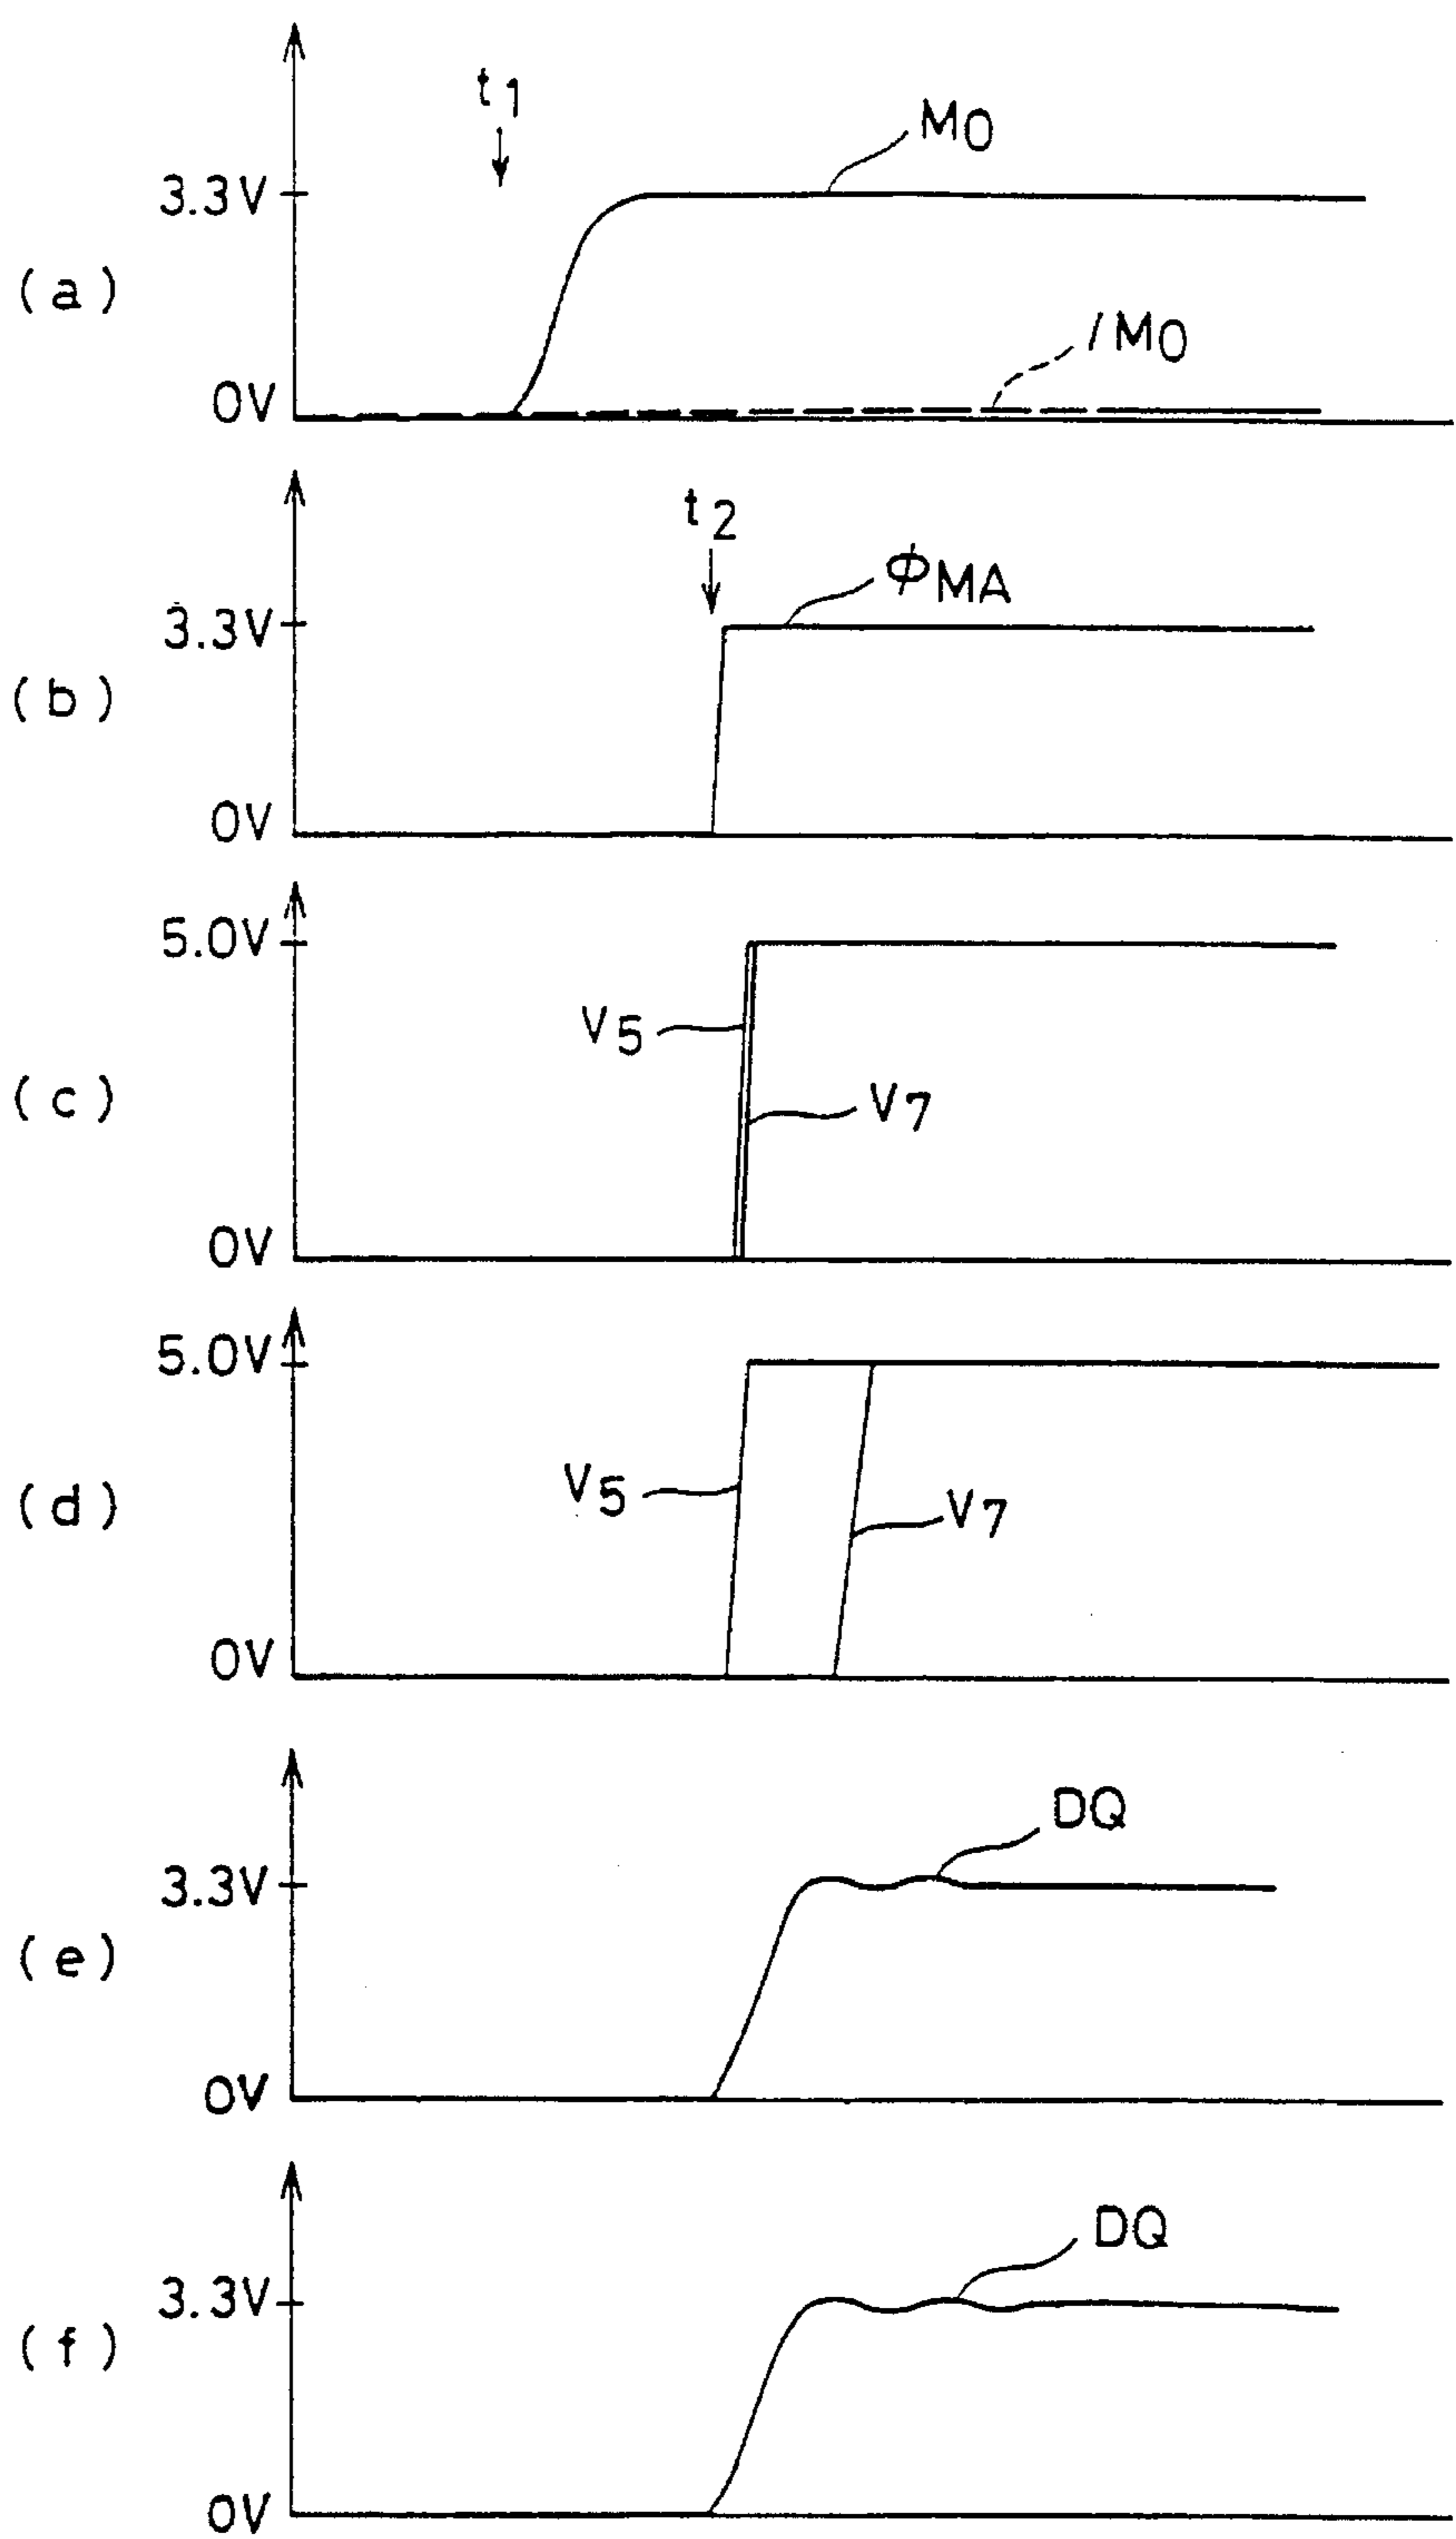 (a)
t1
3.3V
M0
/M0
0V
(b)
t2
3.3V
ΦMA
0V
(c)
5.0V
V5
V7
0V
(d)
5.0V
V5
V7
0V
(e)
3.3V
DQ
0V
(f)
3.3V
DQ
0V